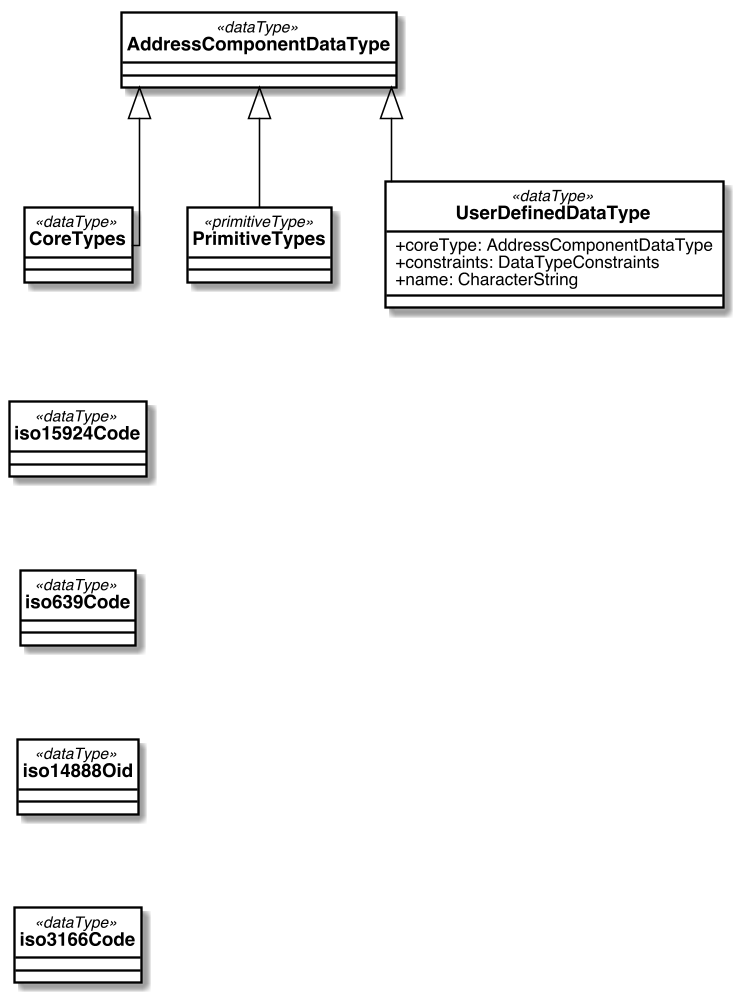 «dataType»
AddressComponentDataType
«dataType»
CoreTypes
«primitiveType»
PrimitiveTypes
«dataType»
UserDefinedDataType
+coreType: AddressComponentDataType
+constraints: DataTypeConstraints
+name: CharacterString
«dataType»
iso15924Code
«dataType»
iso639Code
«dataType»
iso14888Oid
«dataType»
iso3166Code